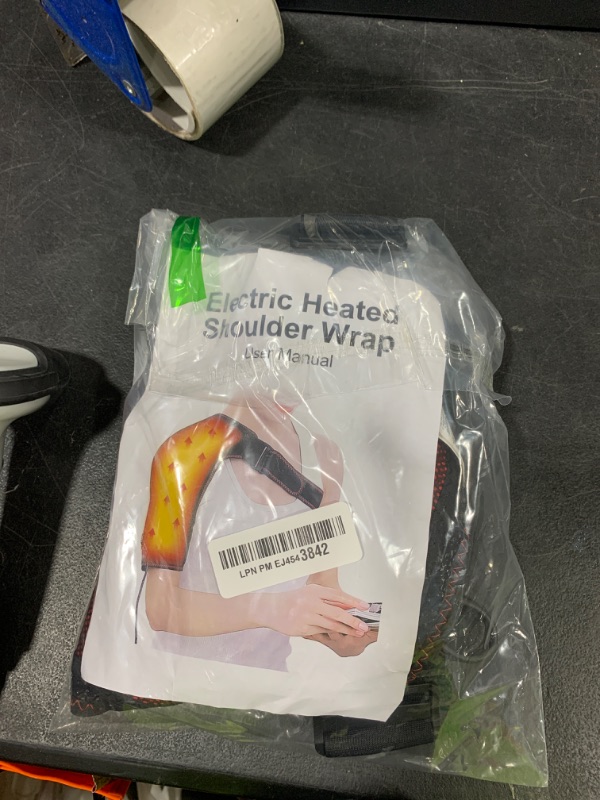 Electric Heated
Shoulder Wrap
User Manual
LPN PM EJ4543842